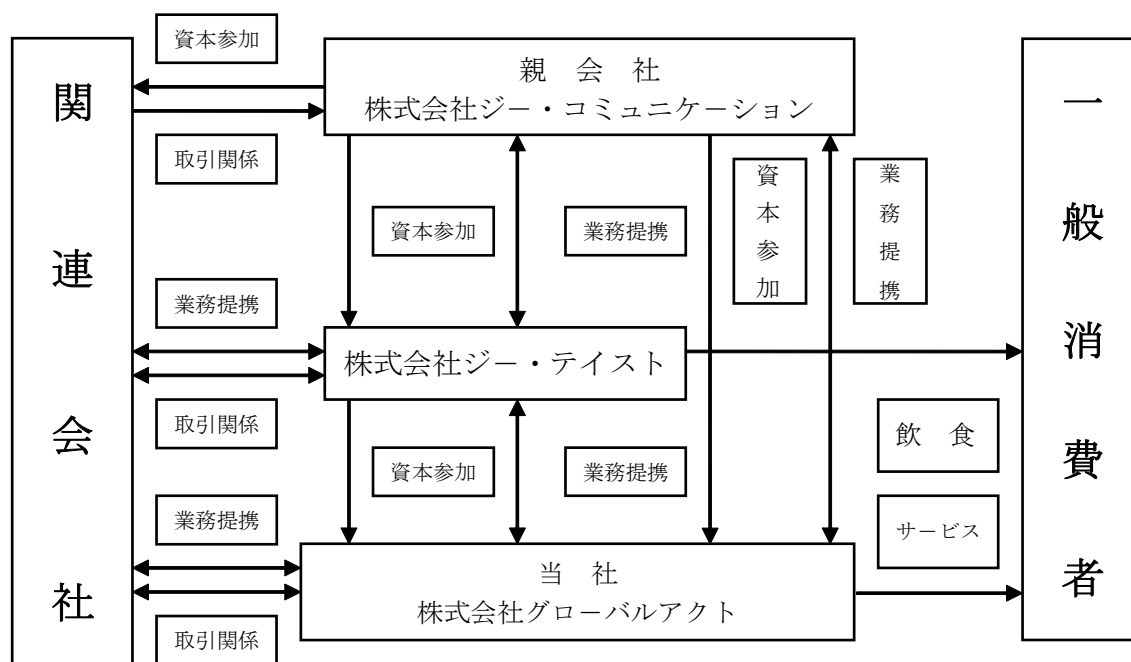 資本参加
親 会 社
株式会社ジー・コミュニケーション
取引関係
関連会社
一般消費者
資本参加
業務提携
資本参加
業務提携
業務提携
株式会社ジー・テイスト
取引関係
飲 食
資本参加
業務提携
業務提携
サービス
当 社
株式会社グローバルアクト
取引関係